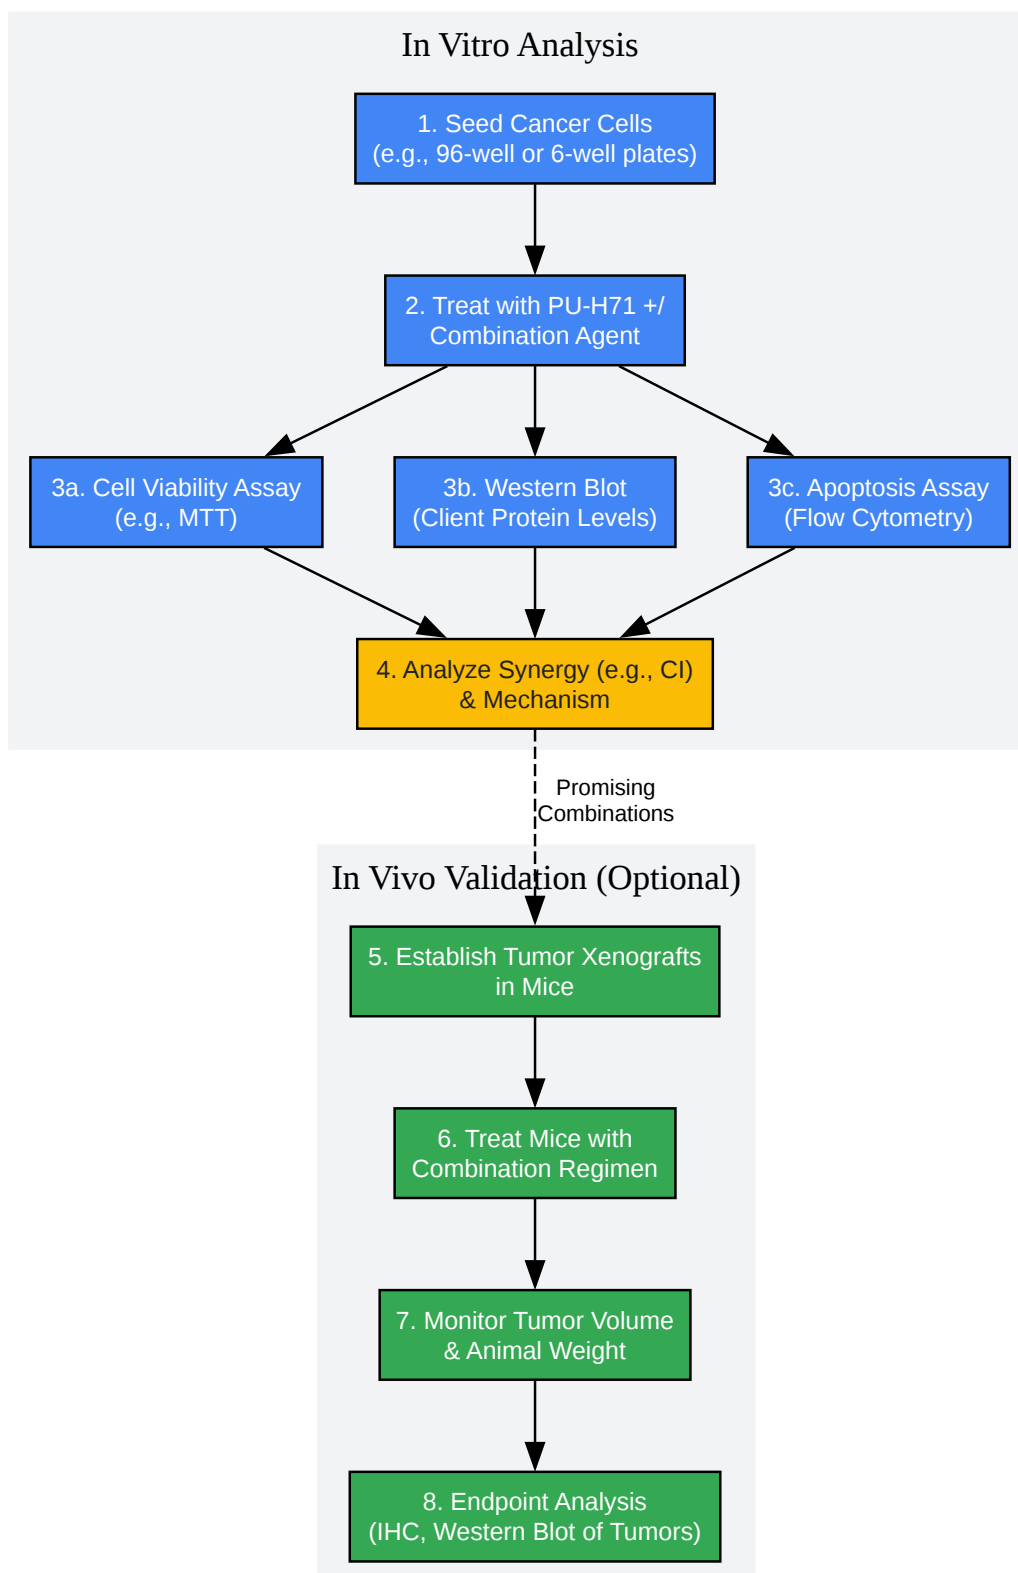 In Vitro Analysis
1. Seed Cancer Cells
(e.g., 96-well or 6-well plates)
2. Treat with PU-H71 +/
Combination Agent
3a. Cell Viability Assay
(e.g., MTT)
3b. Western Blot
(Client Protein Levels)
3c. Apoptosis Assay
(Flow Cytometry)
4. Analyze Synergy (e.g., CI)
& Mechanism
Promising
Combinations
In Vivo Validation (Optional)
5. Establish Tumor Xenografts
in Mice
6. Treat Mice with
Combination Regimen
7. Monitor Tumor Volume
& Animal Weight
8. Endpoint Analysis
(IHC, Western Blot of Tumors)